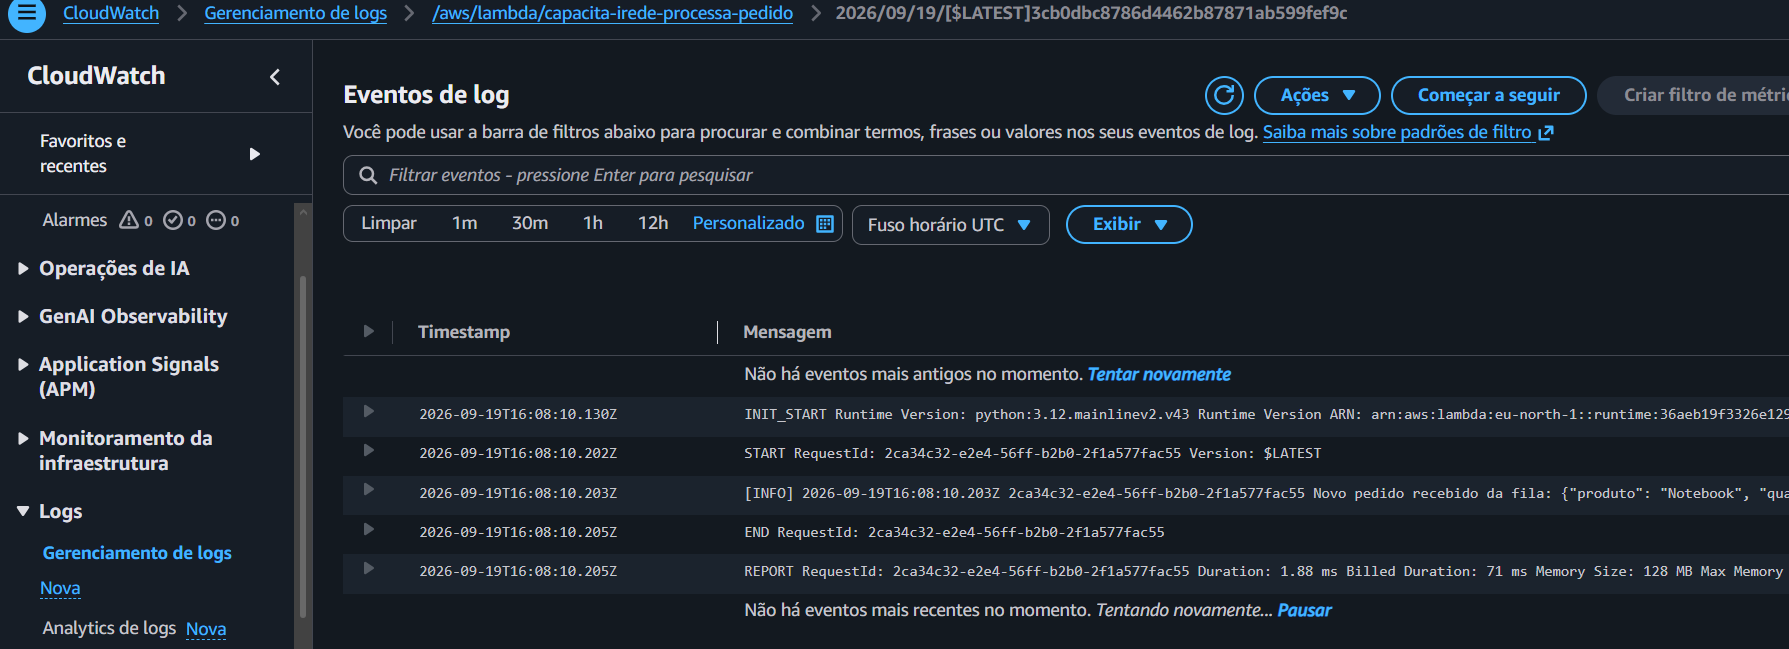 CloudWatch > Gerenciamento de logs > /aws/lambda/capacita-irede-processa-pedido > 2026/09/19/[$LATEST]3cb0dbc8786d4462b87871ab599fef9c
CloudWatch
Favoritos e
recentes
Alarmes 0 0 0
Operações de IA
GenAI Observability
Application Signals
(APM)
Monitoramento da
infraestrutura
Logs
Gerenciamento de logs
Nova
Analytics de logs Nova
Eventos de log
Ações
Começar a seguir
Criar filtro de métri
Você pode usar a barra de filtros abaixo para procurar e combinar termos, frases ou valores nos seus eventos de log. Saiba mais sobre padrões de filtro
Filtrar eventos - pressione Enter para pesquisar
Limpar 1m 30m 1h 12h Personalizado Fuso horário UTC Exibir
Timestamp Mensagem
Não há eventos mais antigos no momento. Tentar novamente
2026-09-19T16:08:10.130Z INIT_START Runtime Version: python:3.12.mainlinev2.v43 Runtime Version ARN: arn:aws:lambda:eu-north-1::runtime:36aeb19f3326e129
2026-09-19T16:08:10.202Z START RequestId: 2ca34c32-e2e4-56ff-b2b0-2f1a577fac55 Version: $LATEST
2026-09-19T16:08:10.203Z [INFO] 2026-09-19T16:08:10.203Z 2ca34c32-e2e4-56ff-b2b0-2f1a577fac55 Novo pedido recebido da fila: {"produto": "Notebook", "qua
2026-09-19T16:08:10.205Z END RequestId: 2ca34c32-e2e4-56ff-b2b0-2f1a577fac55
2026-09-19T16:08:10.205Z REPORT RequestId: 2ca34c32-e2e4-56ff-b2b0-2f1a577fac55 Duration: 1.88 ms Billed Duration: 71 ms Memory Size: 128 MB Max Memory
Não há eventos mais recentes no momento. Tentando novamente... Pausar